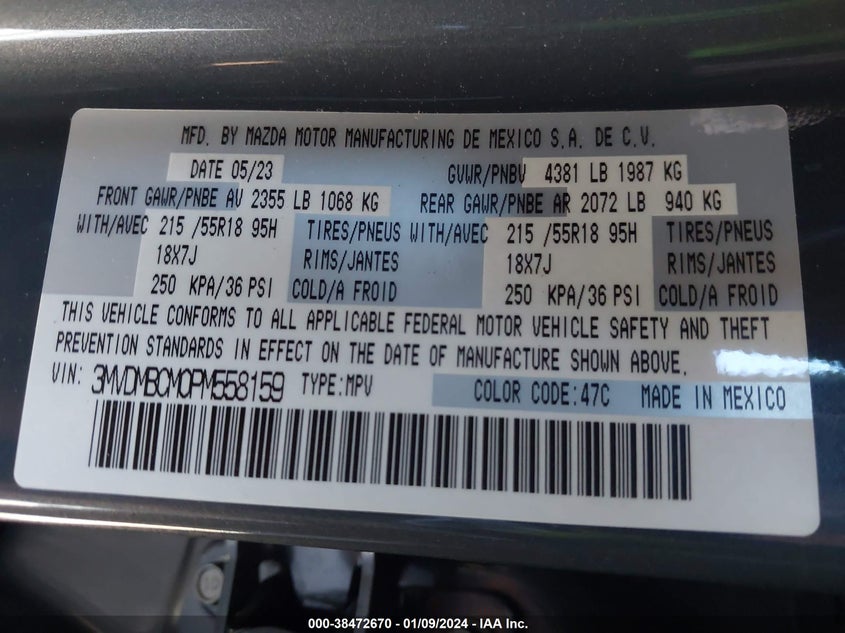 MFD. BY MAZDA MOTOR MANUFACTURING DE MEXICO S.A. DE C.V.
DATE 05/23 GVWR/PNBV 4381 LB 1987 KG
FRONT GAWR/PNBE AV 2355 LB 1068 KG REAR GAWR/PNBE AR 2072 LB 940 KG
WITH/AVEC 215 /55R18 95H TIRES/PNEUS WITH/AVEC 215 /55R18 95H TIRES/PNEUS
18X7J RIMS/JANTES 18X7J RIMS/JANTES
250 KPA/36 PSI COLD/A FROID 250 KPA/36 PSI COLD/A FROID
THIS VEHICLE CONFORMS TO ALL APPLICABLE FEDERAL MOTOR VEHICLE SAFETY AND THEFT
PREVENTION STANDARDS IN EFFECT ON THE DATE OF MANUFACTURE SHOWN ABOVE.
VIN: 3MVDMBCM0PM558159 TYPE:MPV COLOR CODE:47C MADE IN MEXICO
000-38472670 - 01/09/2024 - IAA Inc.